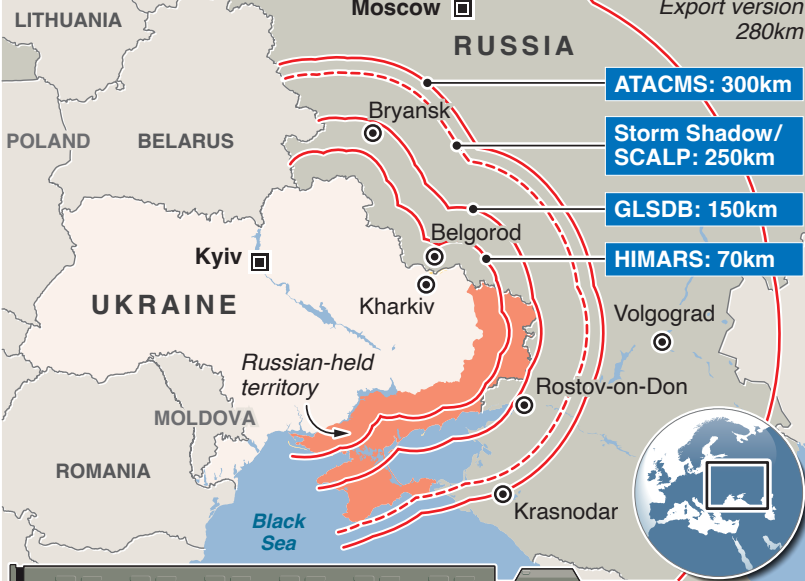 LITHUANIA
Moscow
Export version
280km
RUSSIA
ATACMS: 300km
Bryansk
Storm Shadow/
SCALP: 250km
POLAND
BELARUS
GLSDB: 150km
Belgorod
HIMARS: 70km
Kyiv
UKRAINE
Kharkiv
Volgograd
Russian-held
territory
Rostov-on-Don
MOLDOVA
ROMANIA
Krasnodar
Black
Sea